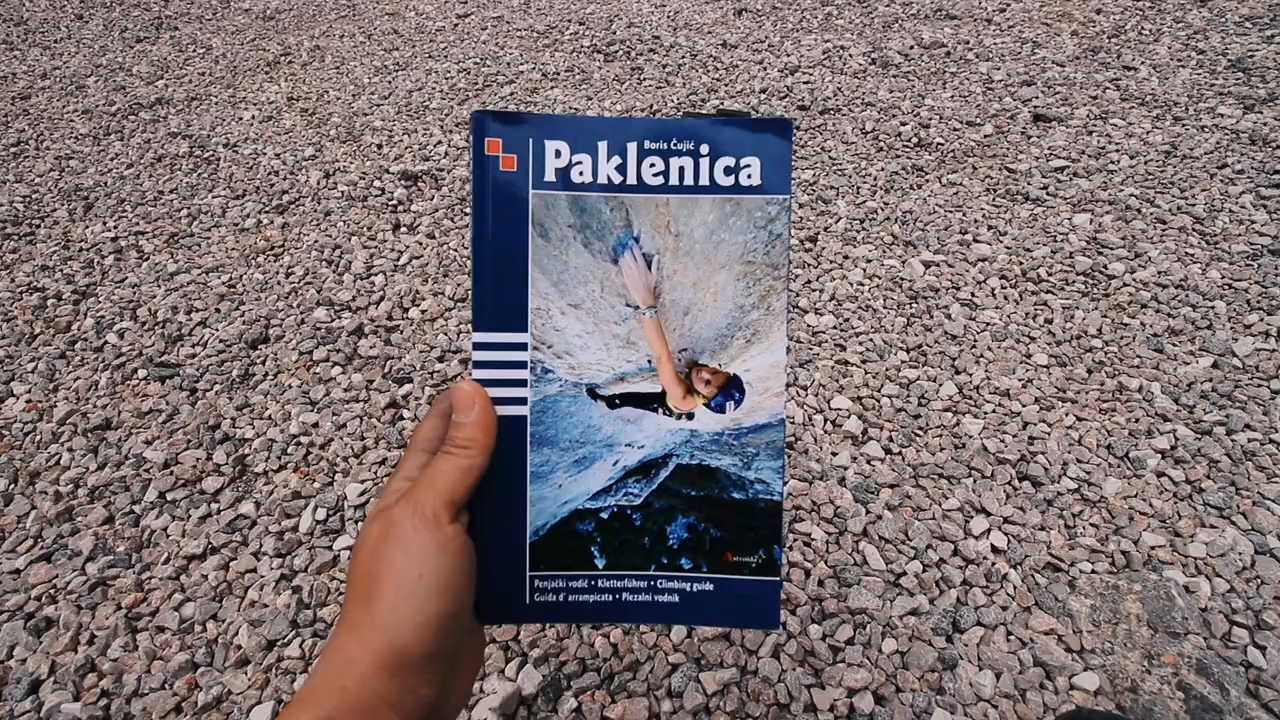 Boris Čujić
Paklenica
Penjački vodič • Kletterführer • Climbing guide
Guida d' arrampicata • Plezalni vodnik